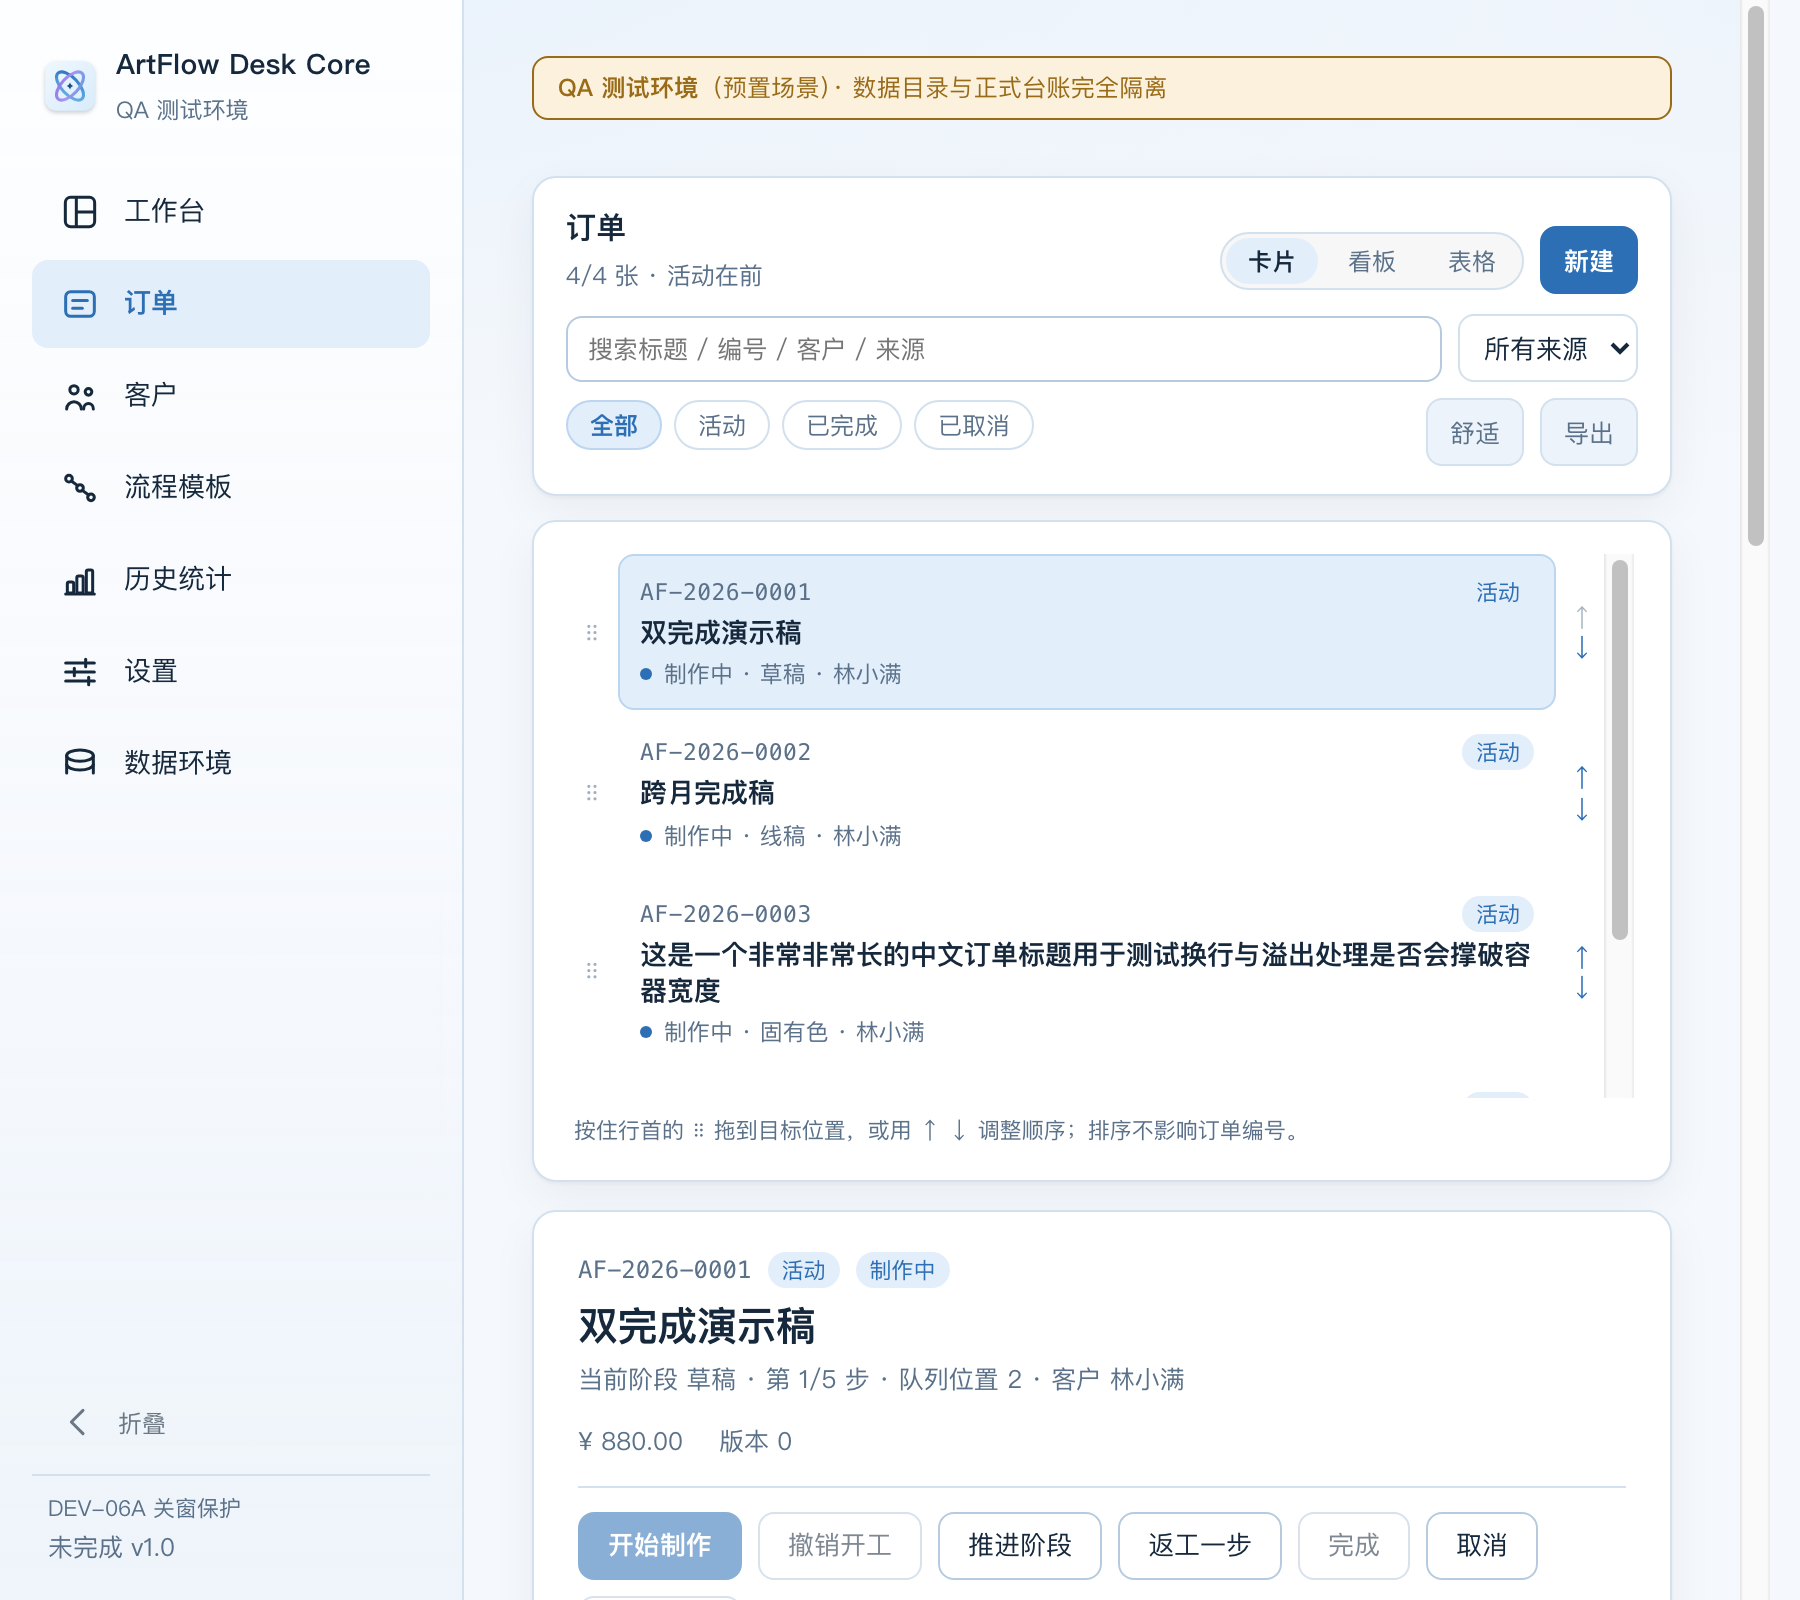 ArtFlow Desk Core
QA 测试环境
工作台
订单
客户
流程模板
历史统计
设置
数据环境
折叠
DEV-06A 关窗保护
未完成 v1.0
QA 测试环境（预置场景）· 数据目录与正式台账完全隔离
订单
4/4 张 · 活动在前
卡片 看板 表格
新建
搜索标题 / 编号 / 客户 / 来源
所有来源
全部 活动 已完成 已取消
舒适 导出
AF-2026-0001 活动
双完成演示稿
制作中 · 草稿 · 林小满
↑
↓
AF-2026-0002 活动
跨月完成稿
制作中 · 线稿 · 林小满
↑
↓
AF-2026-0003 活动
这是一个非常非常长的中文订单标题用于测试换行与溢出处理是否会撑破容
器宽度
制作中 · 固有色 · 林小满
↑
↓
按住行首的 ⠿ 拖到目标位置，或用 ↑ ↓ 调整顺序；排序不影响订单编号。
AF-2026-0001 活动 制作中
双完成演示稿
当前阶段 草稿 · 第 1/5 步 · 队列位置 2 · 客户 林小满
¥ 880.00 版本 0
开始制作 撤销开工 推进阶段 返工一步 完成 取消